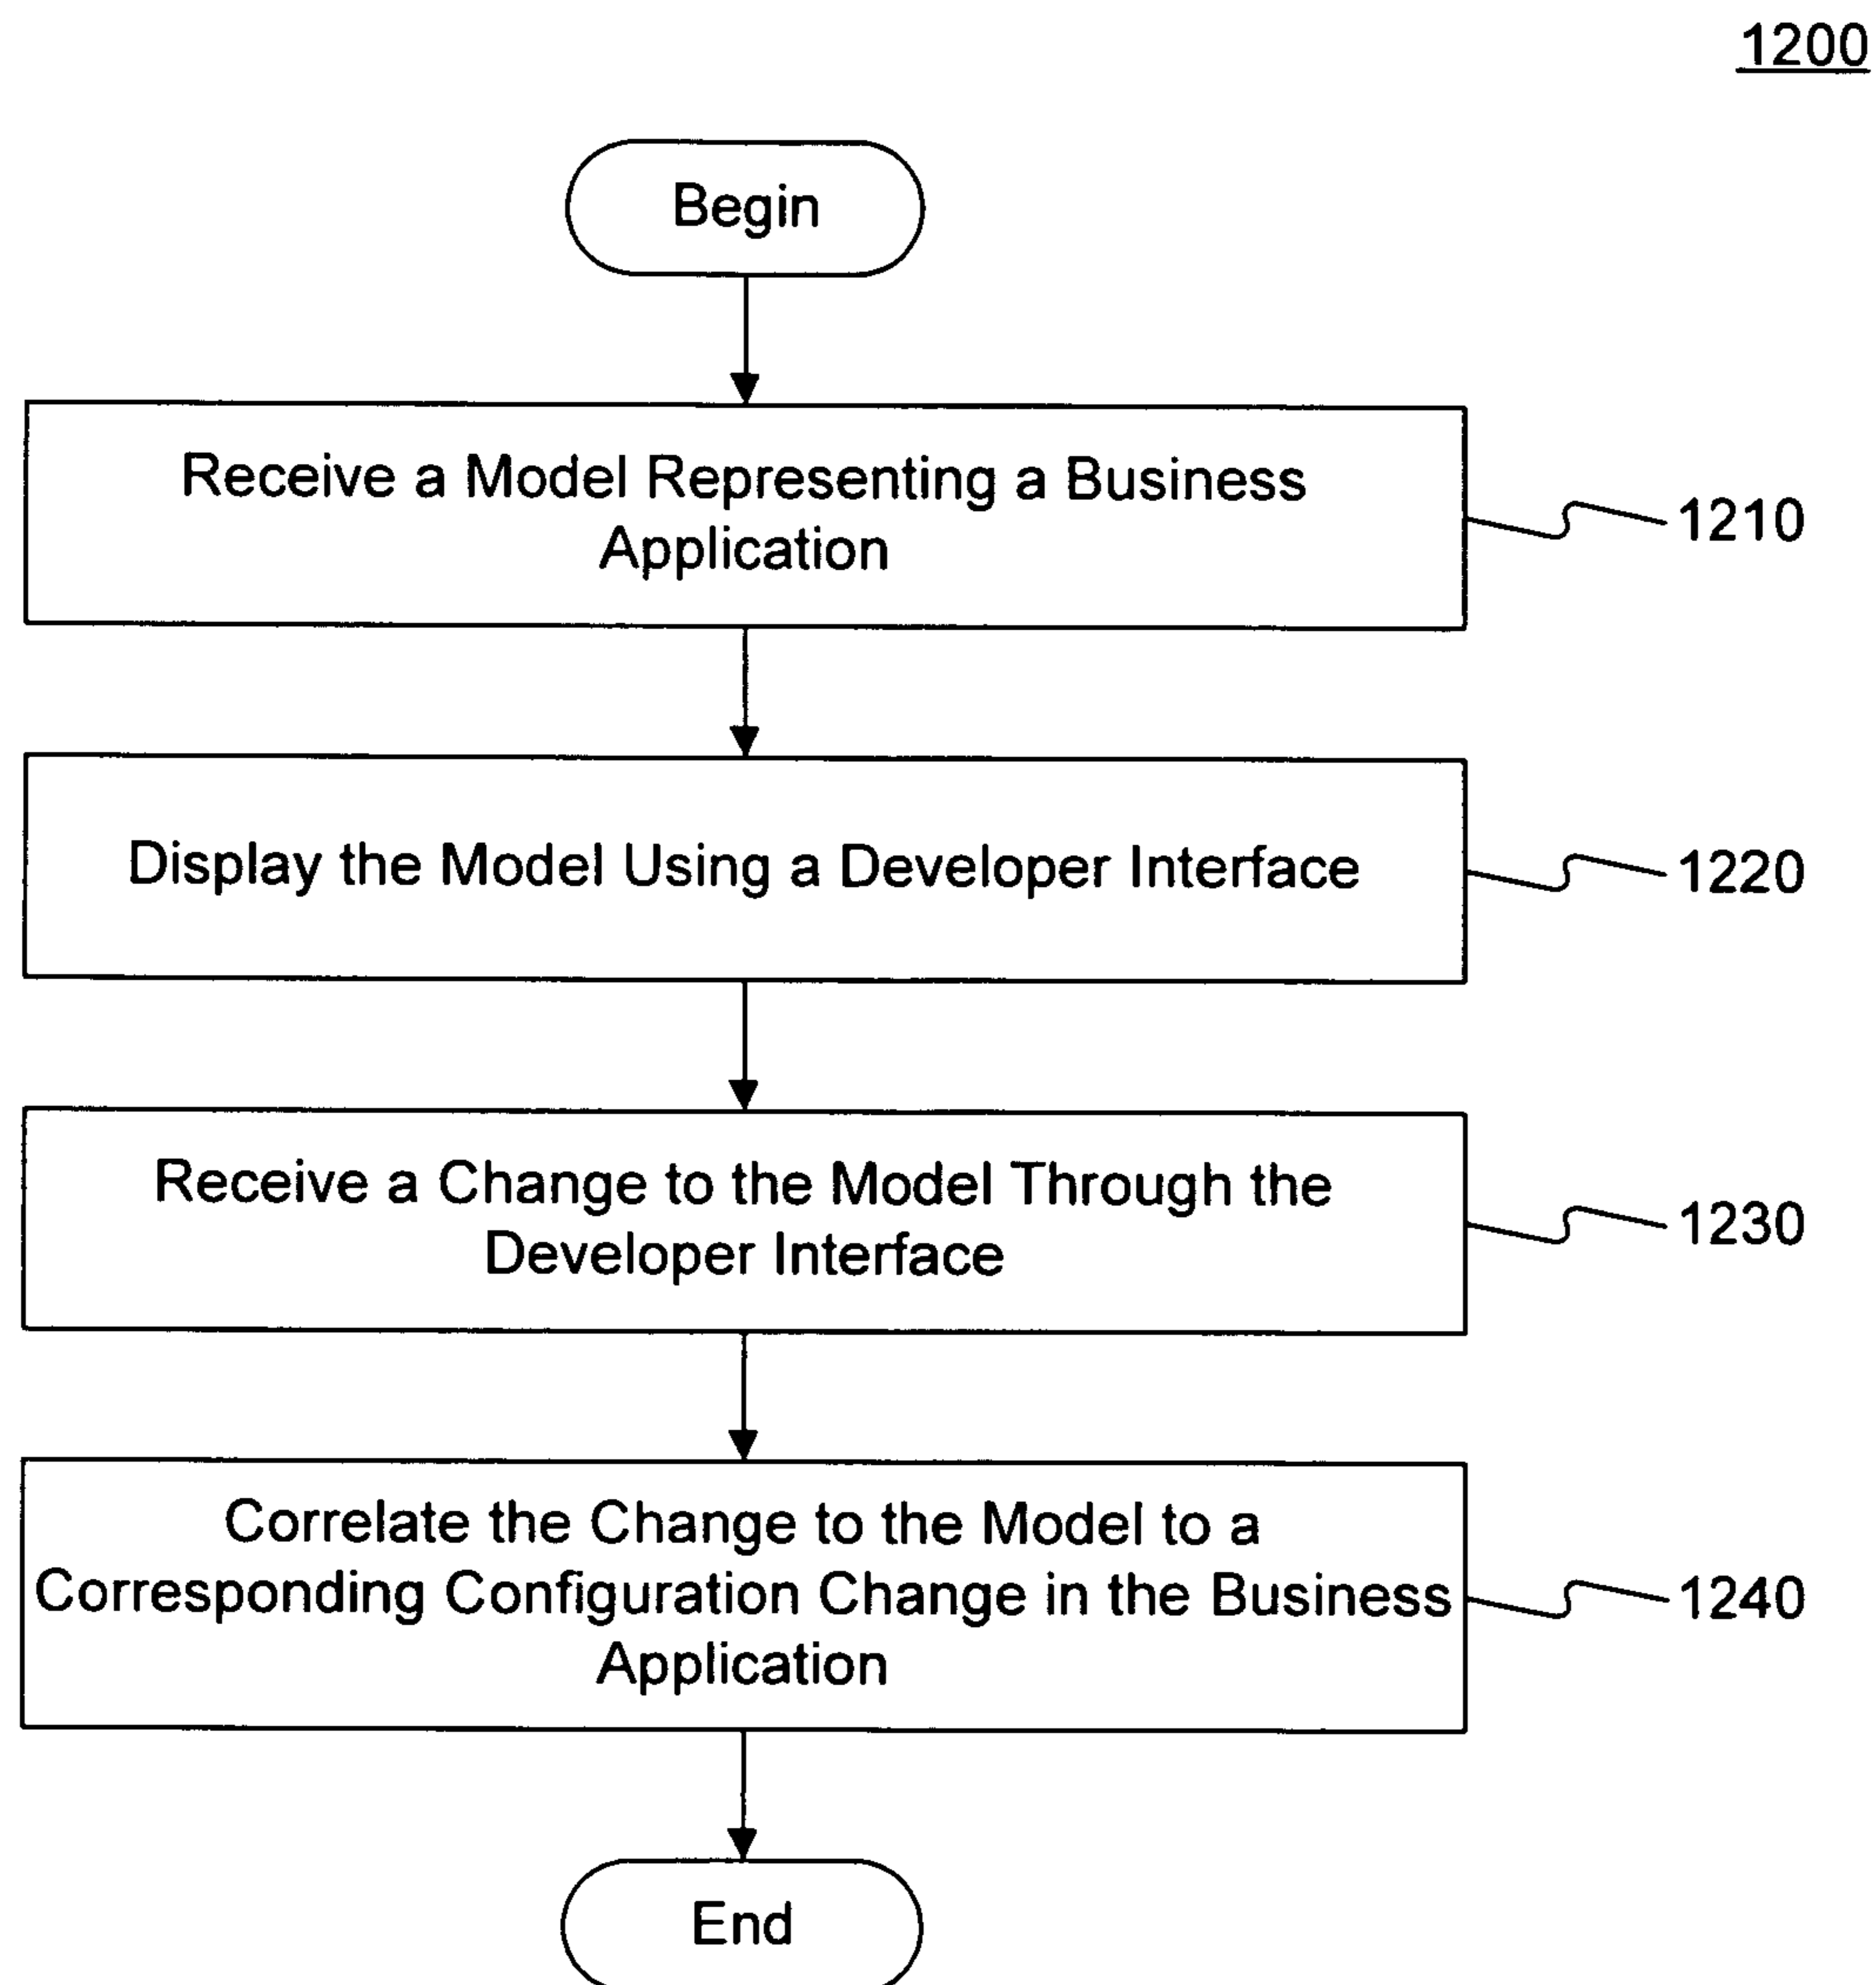 1200
Begin
Receive a Model Representing a Business
Application
1210
Display the Model Using a Developer Interface
1220
Receive a Change to the Model Through the
Developer Interface
1230
Correlate the Change to the Model to a
Corresponding Configuration Change in the Business
Application
1240
End